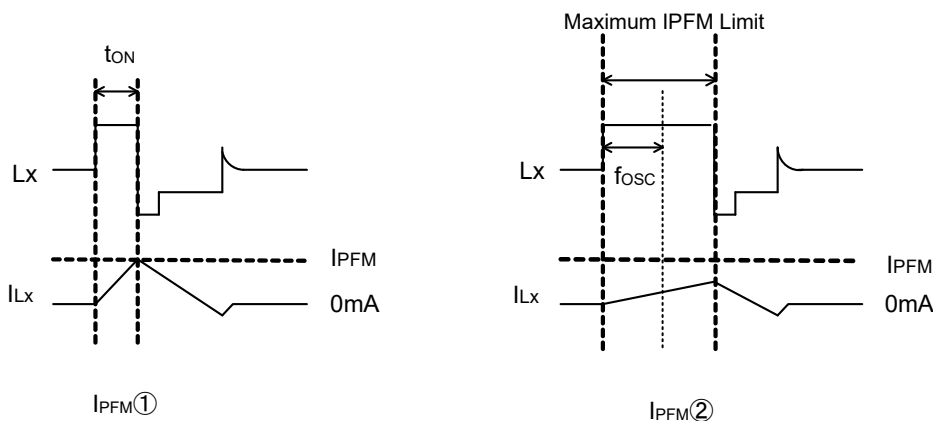 tON
Lx
IPFM
ILx
0mA
IPFM①
Maximum IPFM Limit
Lx
fOSC
IPFM
ILx
0mA
IPFM②